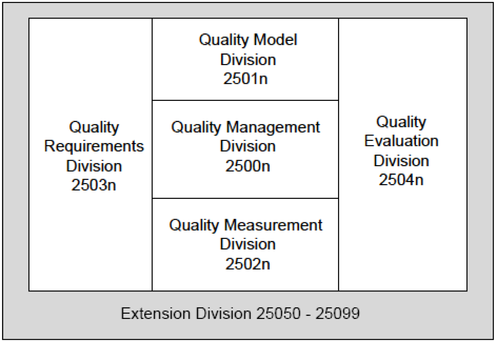 Quality
Requirements
Division
2503n
Quality Model
Division
2501n
Quality Management
Division
2500n
Quality Measurement
Division
2502n
Quality
Evaluation
Division
2504n
Extension Division 25050 - 25099